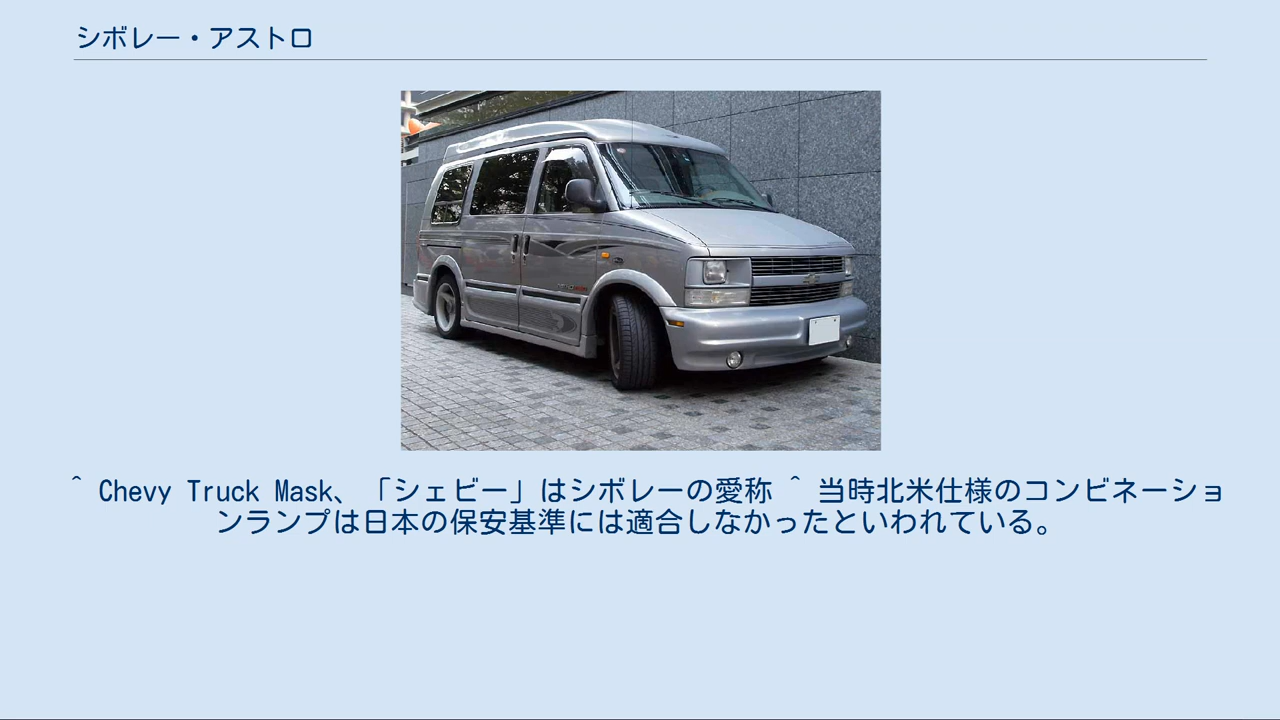 シボレー・アストロ
^ Chevy Truck Mask、「シェビー」はシボレーの愛称 ^ 当時北米仕様のコンビネーショ
ンランプは日本の保安基準には適合しなかったといわれている。